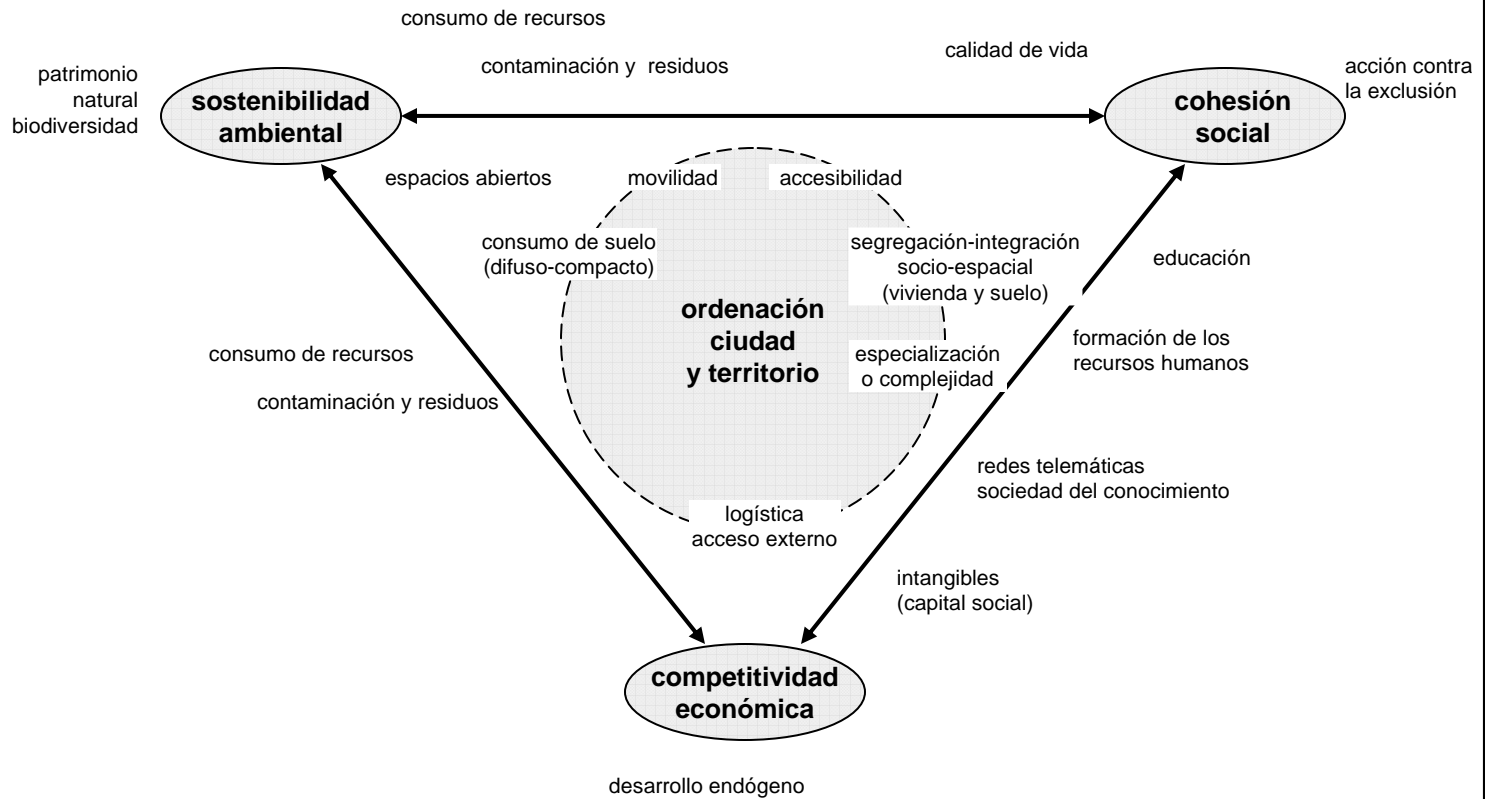 consumo de recursos
contaminación y residuos
calidad de vida
patrimonio
natural
biodiversidad
sostenibilidad
ambiental
cohesión
social
acción contra
la exclusión
espacios abiertos
movilidad
accesibilidad
consumo de suelo
(difuso-compacto)
segregación-integración
socio-espacial
(vivienda y suelo)
educación
ordenación
ciudad
y territorio
especialización
o complejidad
formación de los
recursos humanos
consumo de recursos
contaminación y residuos
redes telemáticas
sociedad del conocimiento
logística
acceso externo
intangibles
(capital social)
competitividad
económica
desarrollo endógeno